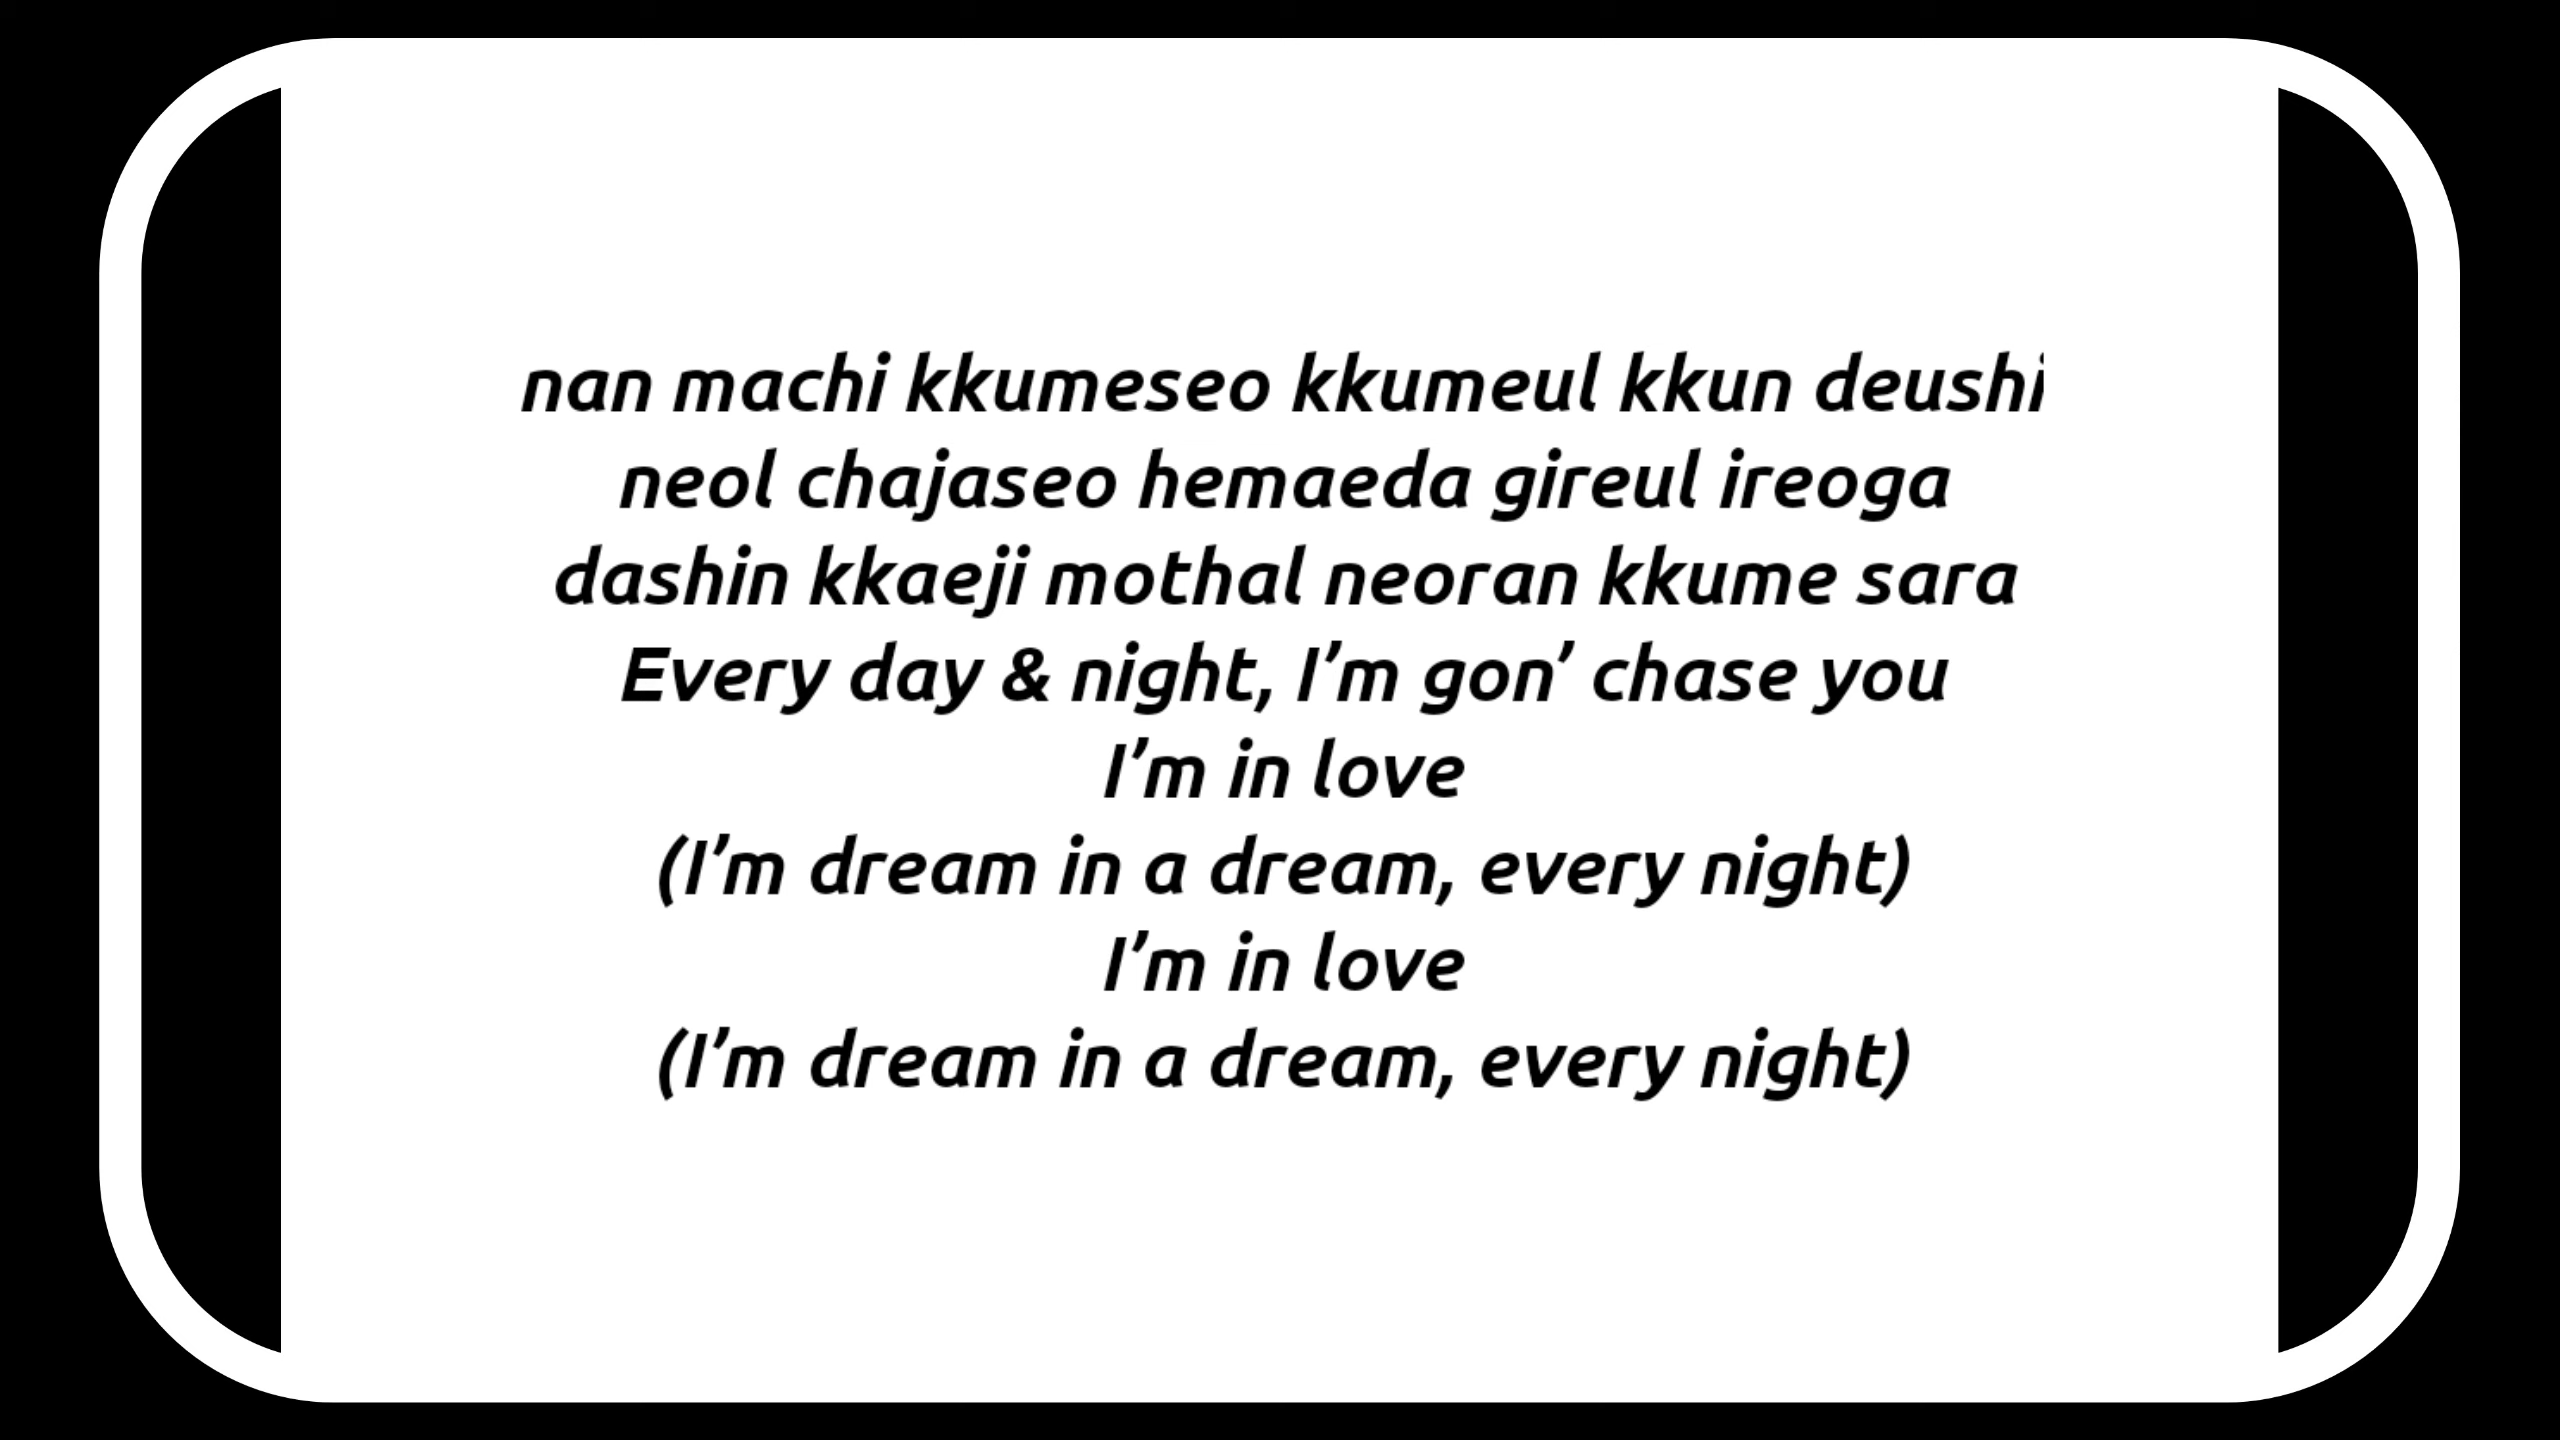 nan machi kkumeseo kkumeul kkun deushi
neol chajaseo hemaeda gireul ireoga
dashin kkaeji mothal neoran kkume sara
Every day & night, I’m gon’ chase you
I’m in love
(I’m dream in a dream, every night)
I’m in love
(I’m dream in a dream, every night)